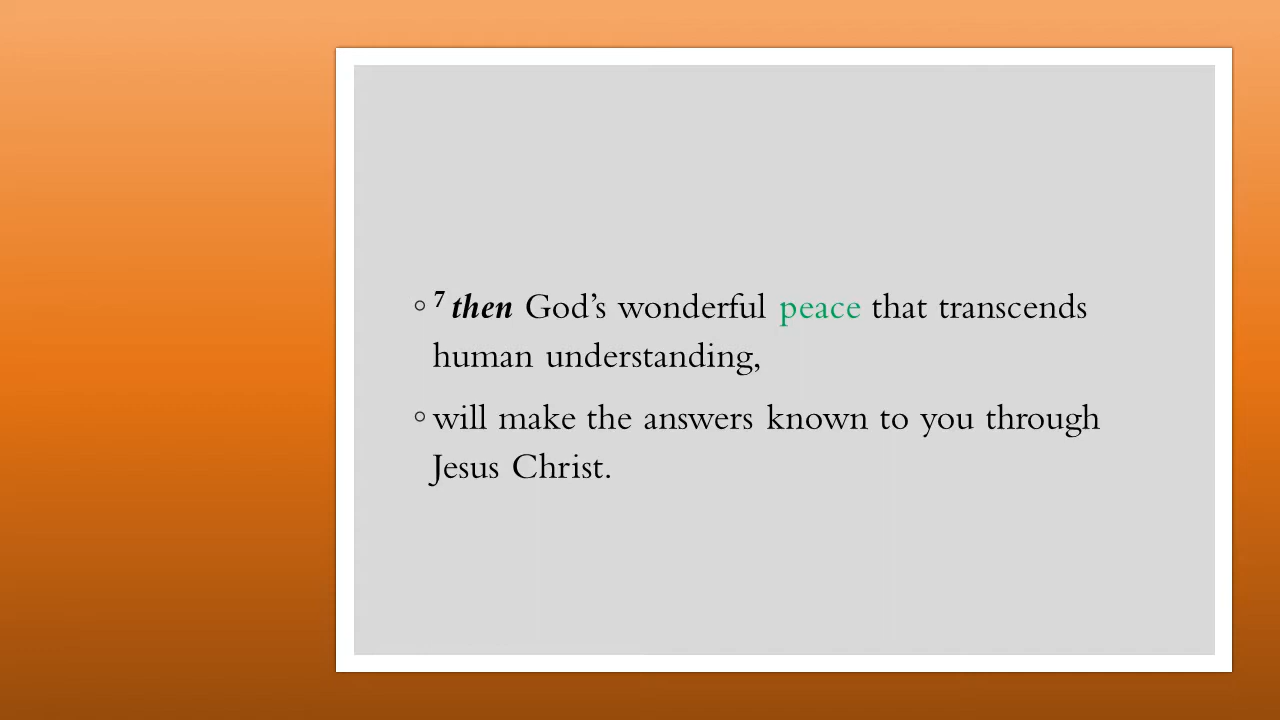 ◦ ⁷ then God’s wonderful peace that transcends
human understanding,
◦ will make the answers known to you through
Jesus Christ.